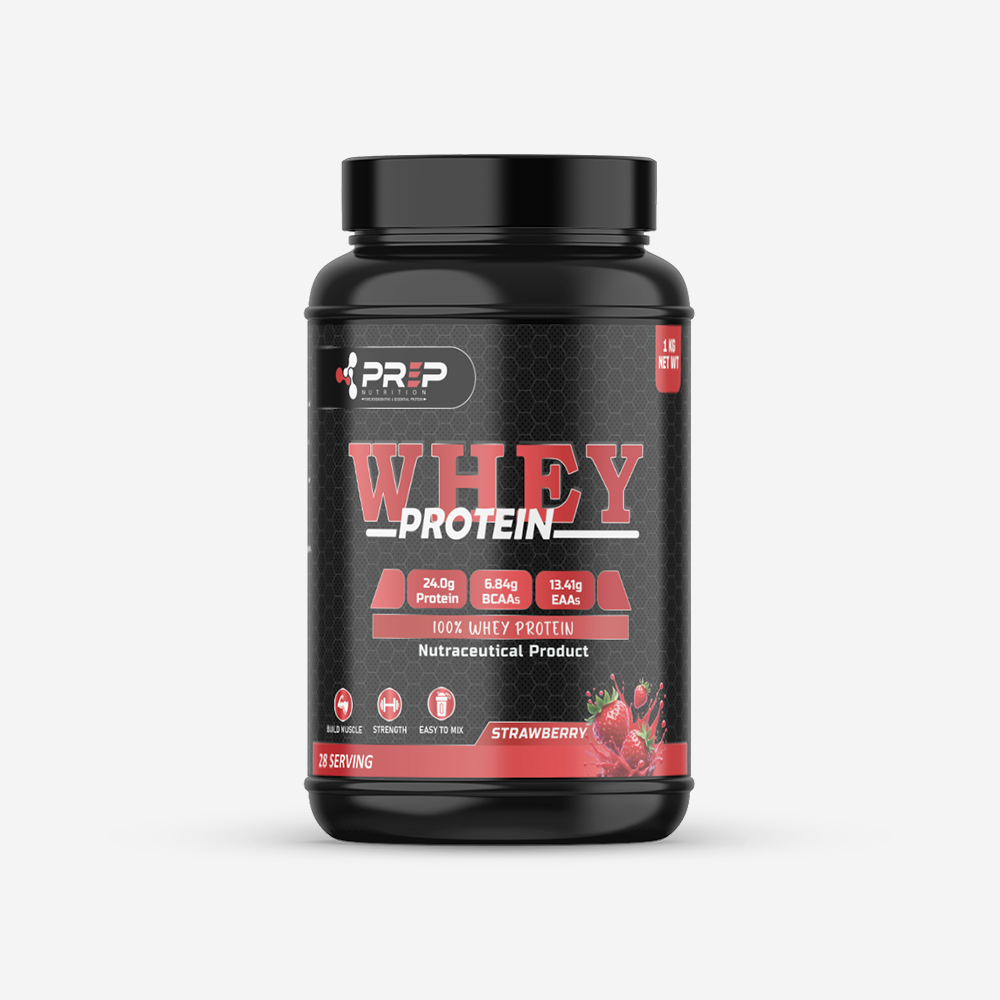 1 KG
NET WT
PREP
NUTRITION
WHEY
PROTEIN
24.0g
Protein
6.84g
BCAAs
13.41g
EAAs
100% WHEY PROTEIN
Nutraceutical Product
BUILD MUSCLE
STRENGTH
EASY TO MIX
STRAWBERRY
28 SERVING